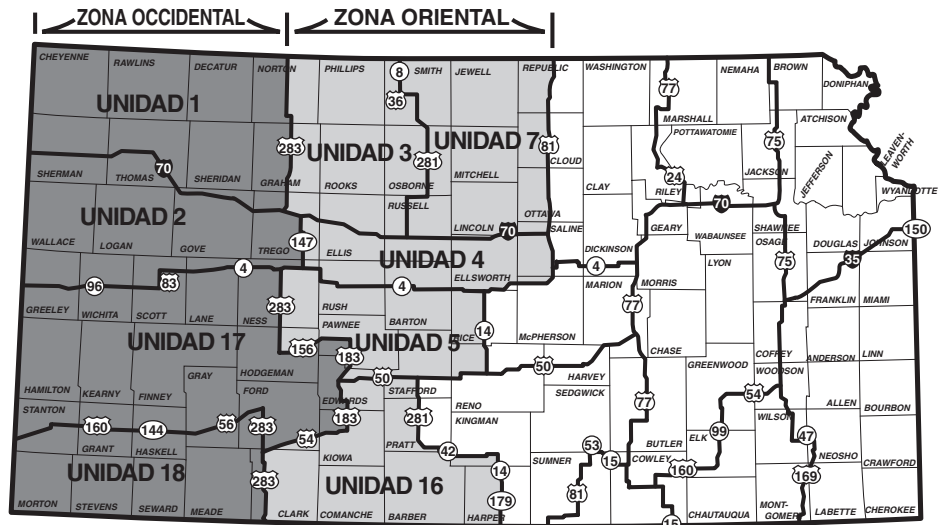 ZONA OCCIDENTAL ZONA ORIENTAL
CHEYENNE RAWLINS DECATUR NORTON PHILLIPS 8 SMITH JEWELL REPUBLIC WASHINGTON NEMAHA BROWN
DONIPHAN
36 77
UNIDAD 1
MARSHALL ATCHISON
POTTAWATOMIE
283 UNIDAD 3 281 UNIDAD 7 81 75
CLOUD LEAVEN-WORTH
70
SHERMAN THOMAS SHERIDAN GRAHAM ROOKS OSBORNE MITCHELL CLAY 24 RILEY JACKSON JEFFERSON WYANDOTTE
RUSSELL
UNIDAD 2
OTTAWA
LINCOLN 70 SALINE GEARY 70 WABAUNSEE SHAWNEE
WALLACE LOGAN GOVE TREGO 147 ELLIS DICKINSON OSAGE DOUGLAS JOHNSON 150
UNIDAD 4
96 83 4 4 ELLSWORTH 4 LYON 75 35
MARION MORRIS
GREELEY WICHITA SCOTT LANE NESS 283 RUSH BARTON 77 FRANKLIN MIAMI
PAWNEE
UNIDAD 17 156 183 UNIDAD 5 RICE 14 McPHERSON
CHASE COFFEY ANDERSON LINN
GREENWOOD WOODSON
GRAY HODGEMAN 50 50 HARVEY
HAMILTON KEARNY FINNEY FORD EDWARDS STAFFORD SEDGWICK 54
STANTON RENO 77 ALLEN BOURBON
160 144 56 283 183 281 KINGMAN WILSON
54 PRATT 42 53 BUTLER ELK 99 47
GRANT HASKELL KIOWA SUMNER 15 COWLEY 160 NEOSHO CRAWFORD
UNIDAD 18 283 UNIDAD 16 14 81 169
179
MORTON STEVENS SEWARD MEADE CLARK COMANCHE BARBER HARPER 15 CHAUTAUQUA MONT-GOMERY LABETTE CHEROKEE